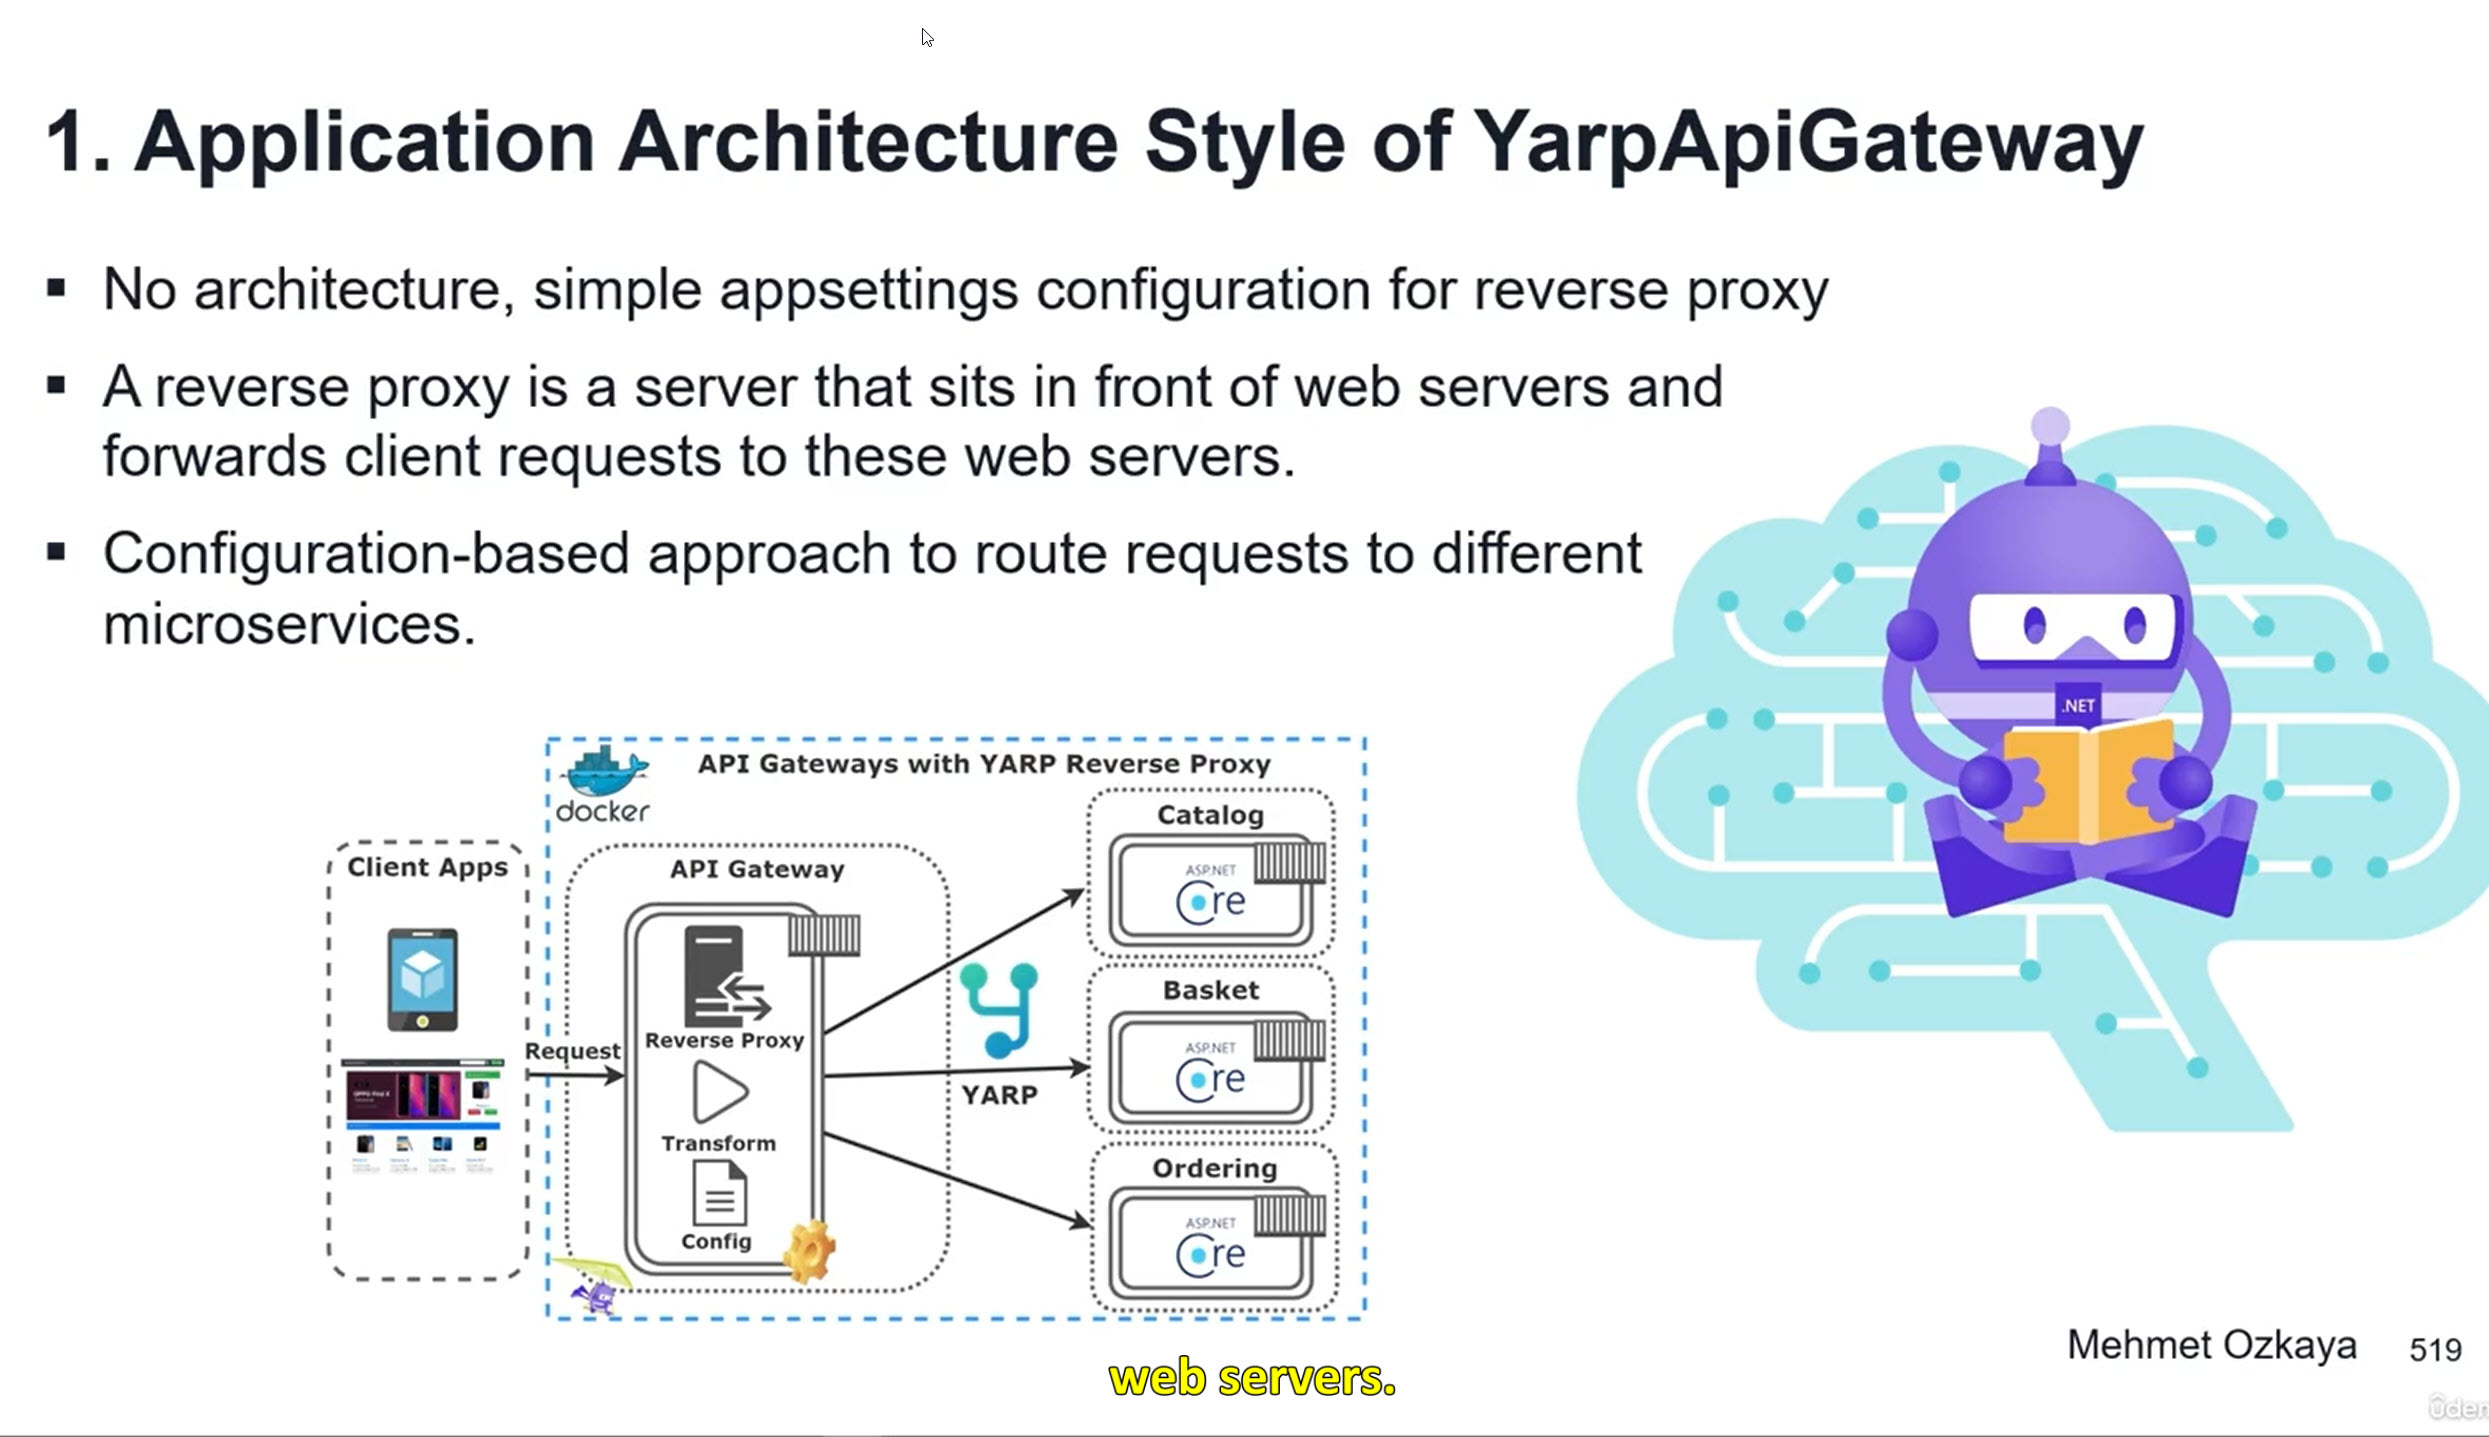 1. Application Architecture Style of YarpApiGateway
▪ No architecture, simple appsettings configuration for reverse proxy
▪ A reverse proxy is a server that sits in front of web servers and
forwards client requests to these web servers.
▪ Configuration-based approach to route requests to different
microservices.
.NET
docker
API Gateways with YARP Reverse Proxy
Client Apps
Request
API Gateway
Reverse Proxy
Transform
Config
YARP
Catalog
ASP.NET
Core
Basket
ASP.NET
Core
Ordering
ASP.NET
Core
Mehmet Ozkaya 519
web servers.